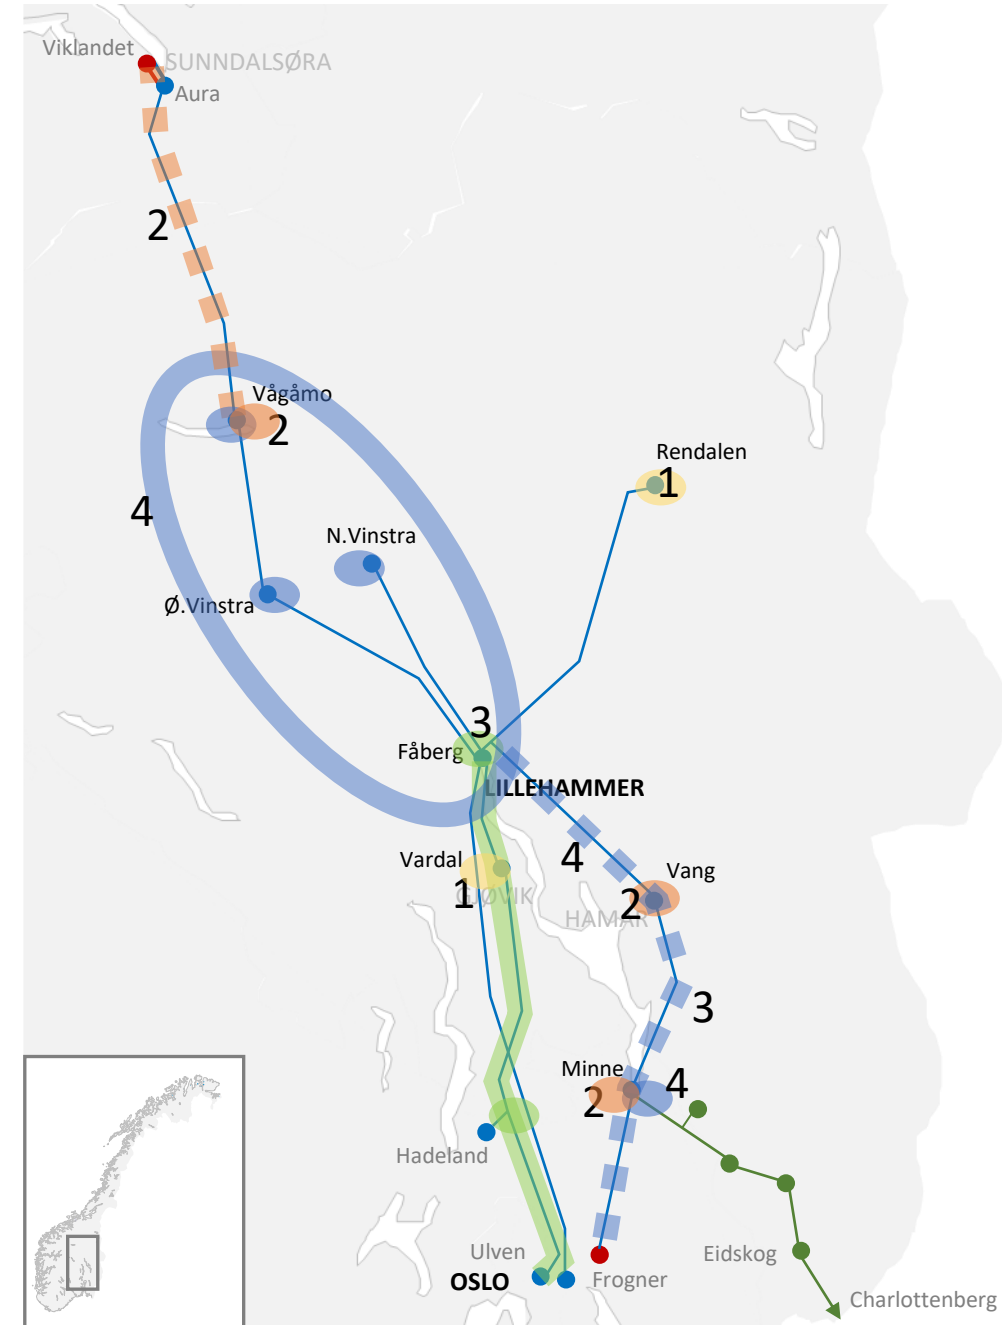 Viklandet
SUNNDALSØRA
Aura
2
Vågåmo
2
Rendalen
1
4
N.Vinstra
Ø.Vinstra
3
Fåberg
LILLEHAMMER
4
Vardal
1
GJØVIK
Vang
2
HAMAR
3
Minne
2
4
Hadeland
Ulven
OSLO
Frogner
Eidskog
Charlottenberg